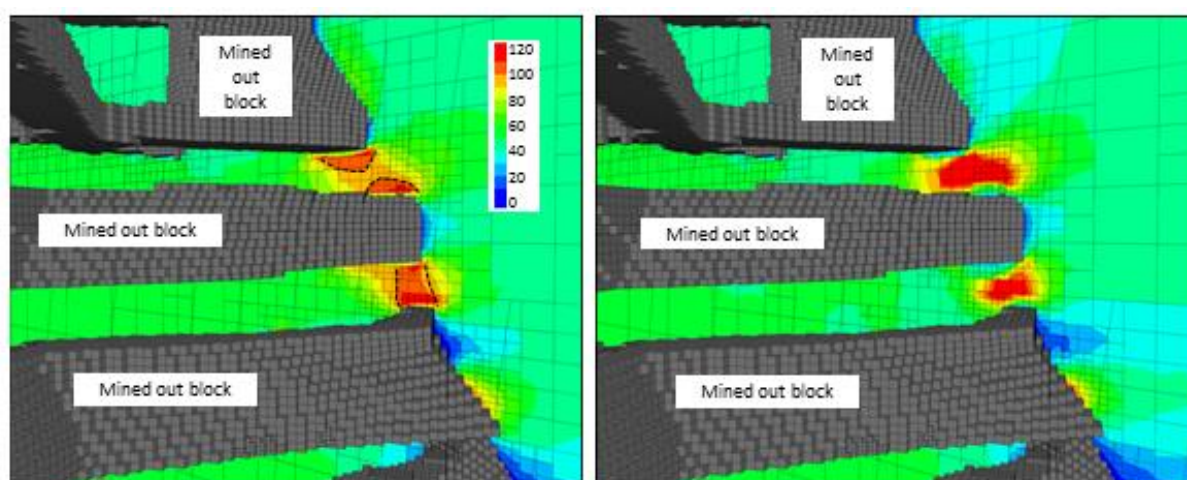 Mined
out
block
120
100
80
60
40
20
0
Mined out block
Mined out block
Mined
out
block
Mined out block
Mined out block